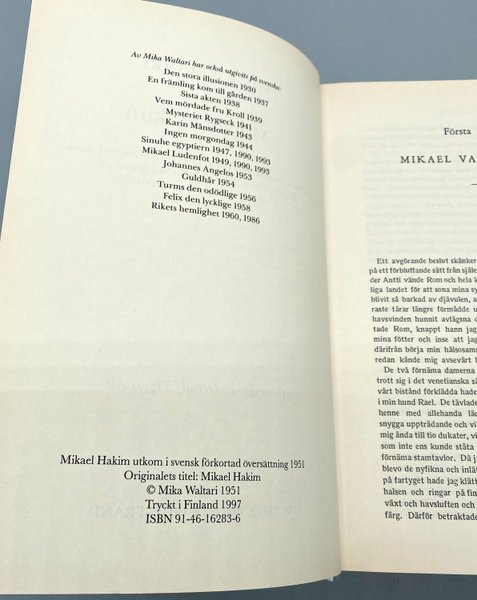 Av Mika Waltari har också utgivits på svenska:
Den stora illusionen 1930
En främling kom till gården 1937
Sista akten 1938
Vem mördade fru Kroll 1939
Mysteriet Rygseck 1941
Karin Månsdotter 1943
Ingen morgondag 1944
Sinuhe egyptiern 1947, 1990, 1993
Mikael Ludenfot 1949, 1990, 1993
Johannes Angelos 1953
Guldhår 1954
Turms den odödlige 1956
Felix den lycklige 1958
Rikets hemlighet 1960, 1986
Mikael Hakim utkom i svensk förkortad översättning 1951
Originalets titel: Mikael Hakim
© Mika Waltari 1951
Tryckt i Finland 1997
ISBN 91-46-16283-6
Första
MIKAEL VA
Ett avgörande beslut skänker
på ett förbluffande sätt från själe
der Antti vände Rom och hela k
liga landet för att sona mina sy
blivit så barkad av djävulen, a
raste tårar längre förmådde u
havsvinden hunnit avlägsna d
tade Rom, knappt hann jag
mina fötter och inse att jag
därifrån börja min hälsosam
redan kände mig avsevärt
De två förnäma damerna
trott sig i det venetianska sä
vårt bistånd förklädda hade
i min hund Rael. De tävlade
henne med allehanda läc
snygga uppträdande och vi
mig ända till tio dukater,
som inte ens kunde ståta
förnäma stamtavlor. Då j
blevo de nyfikna och inlät
på fartyget hade jag klätt
halsen och ringar på fin
växt och havsluften och
färg. Därför betraktade